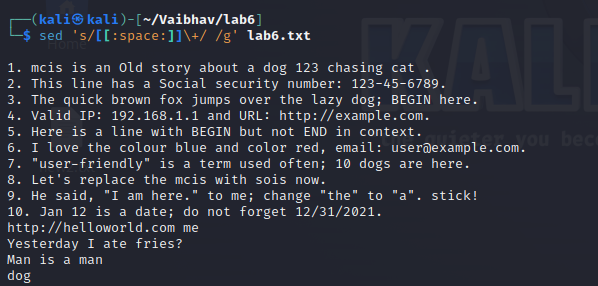 ┌──(kali㉿kali)-[~/Vaibhav/lab6]
└─$ sed 's/[[:space:]]\+/ /g' lab6.txt
1. mcis is an Old story about a dog 123 chasing cat .
2. This line has a Social security number: 123-45-6789.
3. The quick brown fox jumps over the lazy dog; BEGIN here.
4. Valid IP: 192.168.1.1 and URL: http://example.com.
5. Here is a line with BEGIN but not END in context.
6. I love the colour blue and color red, email: user@example.com.
7. "user-friendly" is a term used often; 10 dogs are here.
8. Let's replace the mcis with sois now.
9. He said, "I am here." to me; change "the" to "a". stick!
10. Jan 12 is a date; do not forget 12/31/2021.
http://helloworld.com me
Yesterday I ate fries?
Man is a man
dog